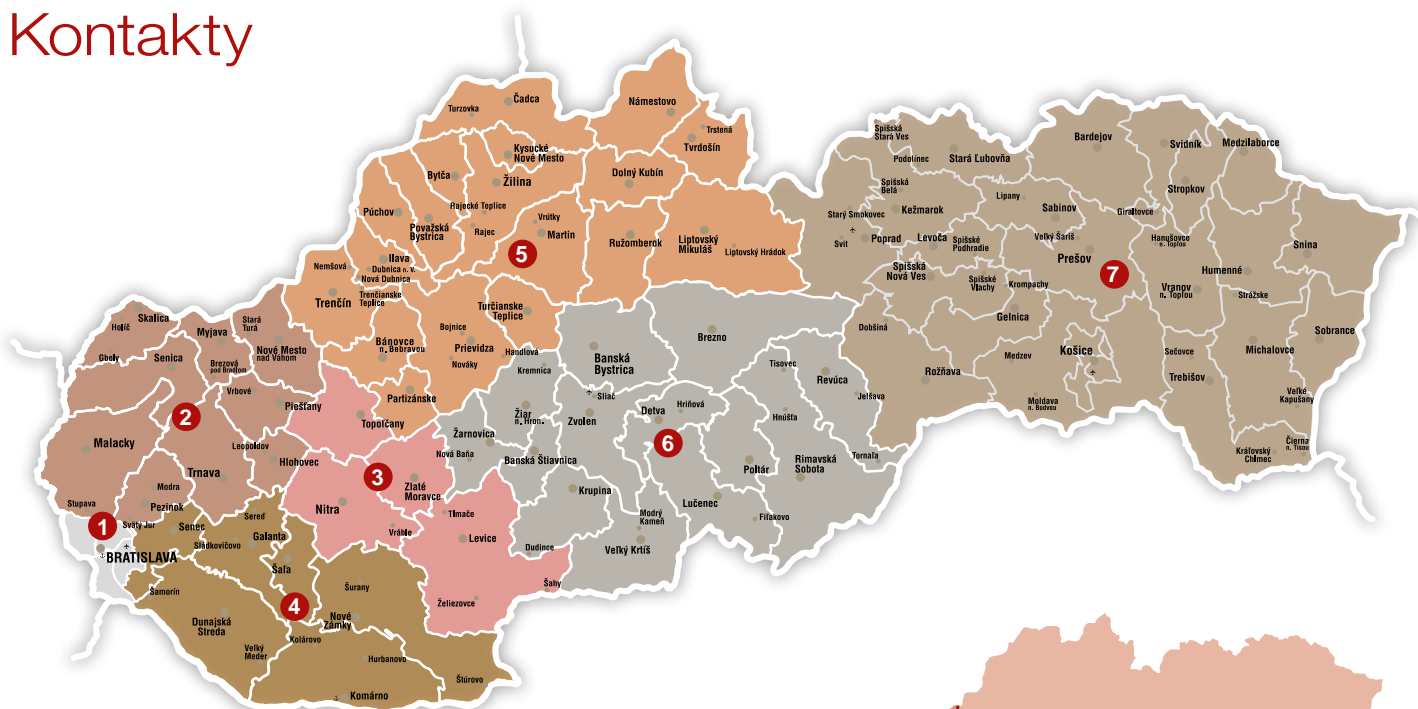 Kontakty
Čadca
Turzovka
Námestovo
Trstená
Tvrdošín
Kysucké
Nové Mesto
Bytča
Žilina
Dolný Kubín
Rajecké Teplice
Púchov
Považská
Bystrica
Rajec
Vrútky
Martin
5
Ružomberok
Liptovský
Mikuláš
Liptovský Hrádok
Nemšová
Ilava
Dubnica n. v.
Nová Dubnica
Trenčín
Trenčianske
Teplice
Turčianske
Teplice
Bojnice
Bánovce
n. Bebravou
Prievidza
Nováky
Handlová
Partizánske
Spišská
Stará Ves
Podolínec
Stará Ľubovňa
Bardejov
Svidník
Medzilaborce
Stropkov
Spišská
Belá
Kežmarok
Lipany
Sabinov
Giraltovce
Starý Smokovec
Svit
Poprad
Levoča
Spišské
Podhradie
Veľký Šariš
Prešov
Hanušovce
n. Topľou
Snina
7
Spišská
Nová Ves
Spišské
Vlachy
Krompachy
Humenné
Vranov
n. Topľou
Strážske
Gelnica
Dobšiná
Sobrance
Medzev
Košice
Sečovce
Michalovce
Rožňava
Trebišov
Moldava
n. Bodvou
Veľké
Kapušany
Kráľovský
Chlmec
Čierna
n. Tisou
Skalica
Holíč
Gbely
Senica
Myjava
Stará
Turá
Brezová
pod Bradlom
Nové Mesto
nad Váhom
Vrbové
Piešťany
2
Malacky
Leopoldov
Hlohovec
Trnava
Modra
Pezinok
Stupava
Svätý Jur
1
BRATISLAVA
Topoľčany
3
Zlaté
Moravce
Nitra
Vráble
Tlmače
Levice
Želiezovce
Šahy
Senec
Sereď
Sládkovičovo
Galanta
Šaľa
Šamorín
Dunajská
Streda
4
Šurany
Nové
Zámky
Kolárovo
Veľký
Meder
Hurbanovo
Komárno
Štúrovo
Kremnica
Banská
Bystrica
Brezno
Tisovec
Revúca
Jelšava
Sliač
Žiar
n. Hron.
Zvolen
Detva
Hriňová
Hnúšťa
Žarnovica
Nová Baňa
Banská Štiavnica
6
Rimavská
Sobota
Tornaľa
Poltár
Krupina
Lučenec
Modrý
Kameň
Fiľakovo
Dudince
Veľký Krtíš